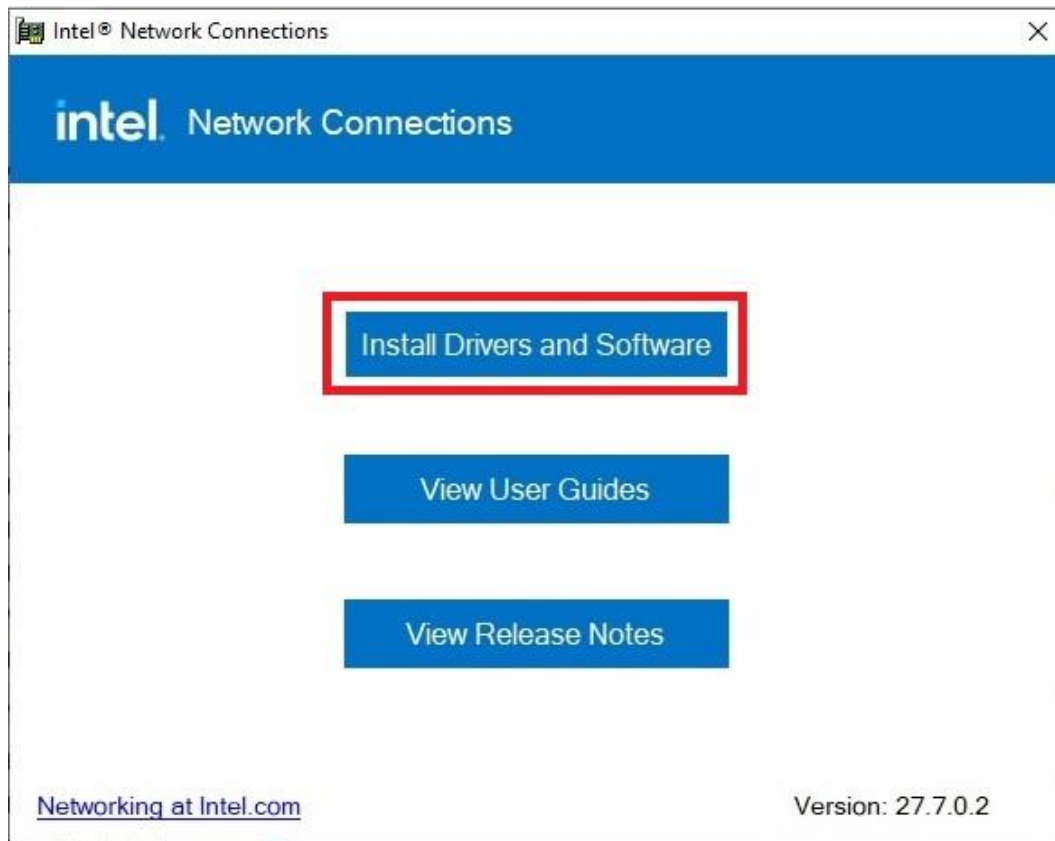 Intel® Network Connections
intel. Network Connections
Install Drivers and Software
View User Guides
View Release Notes
Networking at Intel.com
Version: 27.7.0.2